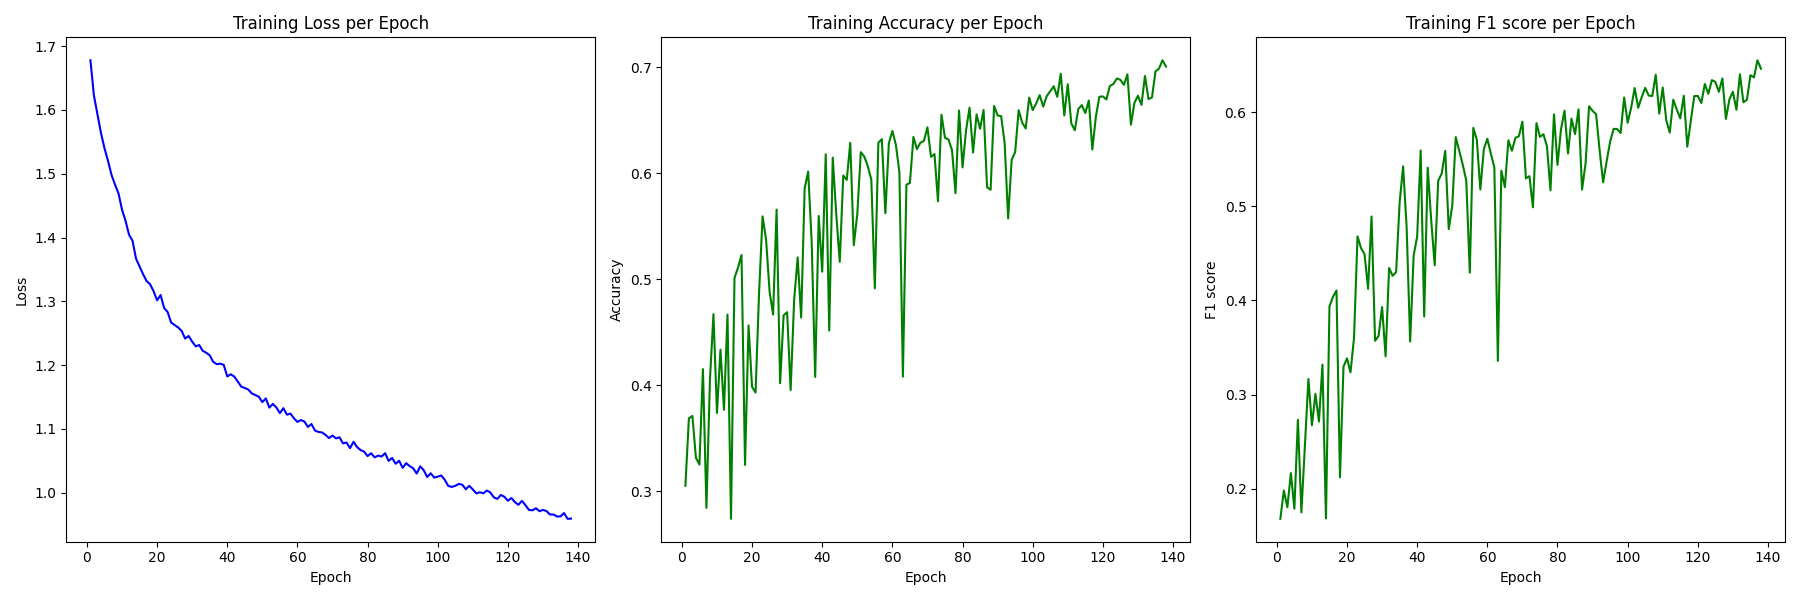 Training Loss per Epoch
1.7
1.6
1.5
1.4
1.3
1.2
1.1
1.0
Loss
0 20 40 60 80 100 120 140
Epoch
Training Accuracy per Epoch
0.7
0.6
0.5
0.4
0.3
Accuracy
0 20 40 60 80 100 120 140
Epoch
Training F1 score per Epoch
0.6
0.5
0.4
0.3
0.2
F1 score
0 20 40 60 80 100 120 140
Epoch